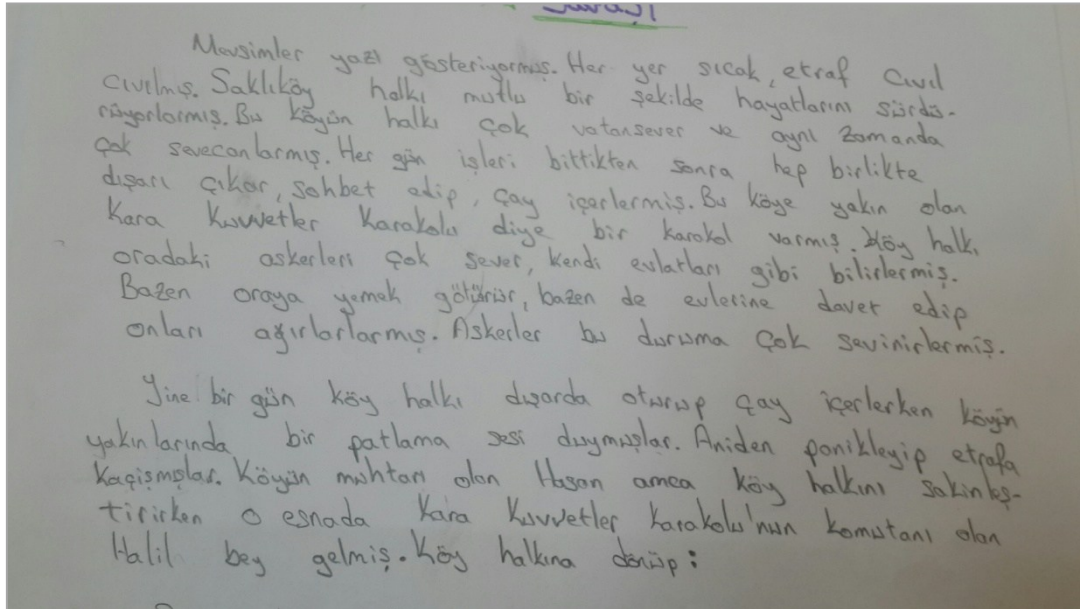 Mevsimler yazı gösteriyormuş. Her yer sıcak, etraf cıvıl
cıvılmış. Saklıköy halkı mutlu bir şekilde hayatlarını sürdü-
rüyorlarmış. Bu köyün halkı çok vatansever ve aynı zamanda
çok sevecanlarmış. Her gün işleri bittikten sonra hep birlikte
dışarı çıkar, sohbet edip, çay içerlermiş. Bu köye yakın olan
Kara Kuvvetler Karakolu diye bir karakol varmış. Köy halkı
oradaki askerleri çok sever, kendi evlatları gibi bilirlermiş.
Bazen oraya yemek götürür, bazen de evlerine davet edip
onları ağırlarlarmış. Askerler bu duruma çok sevinirlermiş.
Yine bir gün köy halkı dışarda oturup çay içerlerken köyün
yakınlarında bir patlama sesi duymuşlar. Aniden panikleyip etrafa
kaçışmışlar. Köyün muhtarı olan Hasan amca köy halkını sakinleş-
tirirken o esnada Kara Kuvvetler Karakolu'nun komutanı olan
Halil bey gelmiş. Köy halkına dönüp: